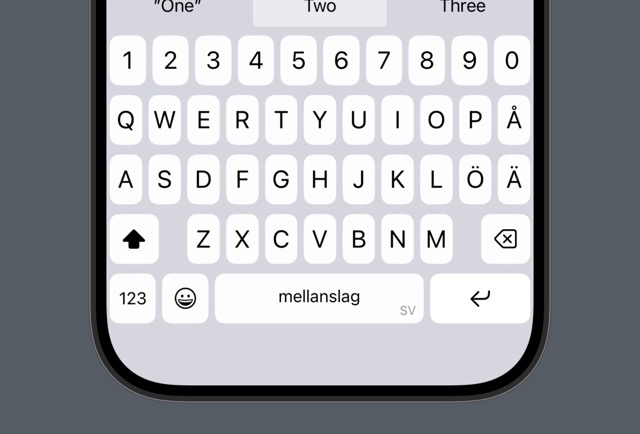 "One" Two Three
1 2 3 4 5 6 7 8 9 0
Q W E R T Y U I O P Å
A S D F G H J K L Ö Ä
Z X C V B N M
123 mellanslag SV